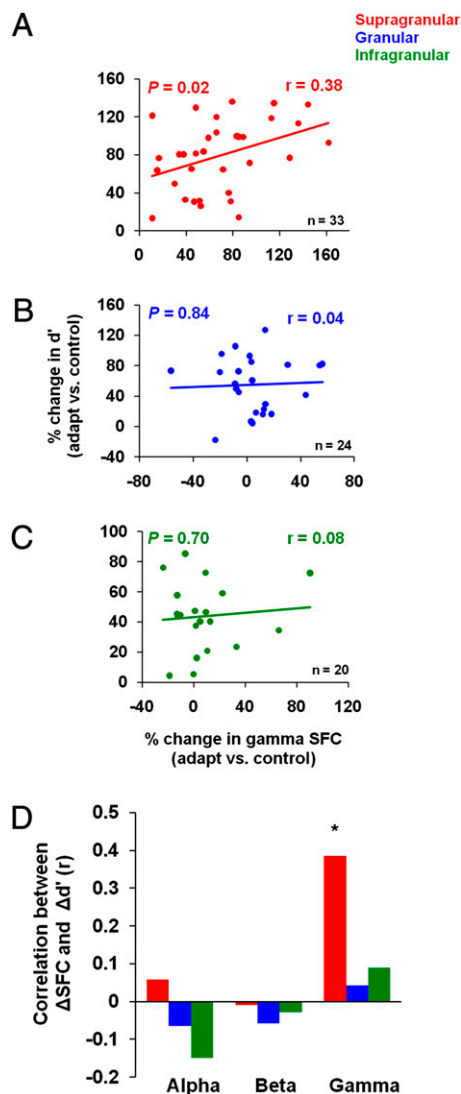 A
Supragranular
Granular
Infragranular
P = 0.02 r = 0.38
160
120
80
40
0
n = 33
0 40 80 120 160
B
P = 0.84 r = 0.04
160
120
80
40
0
-40
n = 24
-80 -40 0 40 80
% change in d'
(adapt vs. control)
C
P = 0.70 r = 0.08
100
80
60
40
20
0
n = 20
-40 0 40 80 120
% change in gamma SFC
(adapt vs. control)
D
0.5
0.4
0.3
0.2
0.1
0
-0.1
-0.2
*
Correlation between
ΔSFC and Δd' (r)
Alpha Beta Gamma